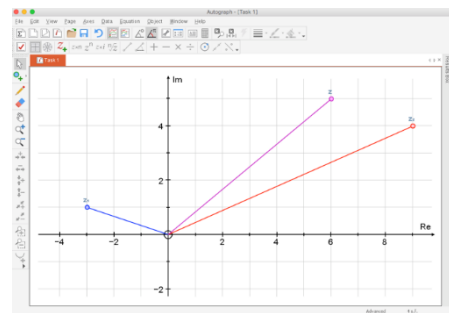 Autograph - [Task 1]
File Edit View Page Axes Data Equation Object Window Help
Task 1
Im
Re
4
2
-2
-4
-2
2
4
6
8
z
z₁
z₂
Advanced